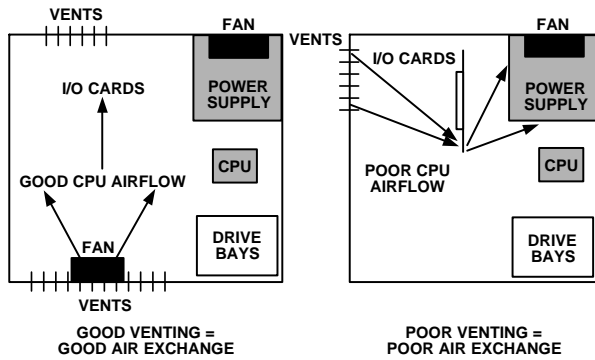 VENTS
FAN
I/O CARDS
POWER
SUPPLY
GOOD CPU AIRFLOW
CPU
FAN
DRIVE
BAYS
VENTS
GOOD VENTING =
GOOD AIR EXCHANGE
VENTS
FAN
I/O CARDS
POWER
SUPPLY
POOR CPU
AIRFLOW
CPU
DRIVE
BAYS
POOR VENTING =
POOR AIR EXCHANGE